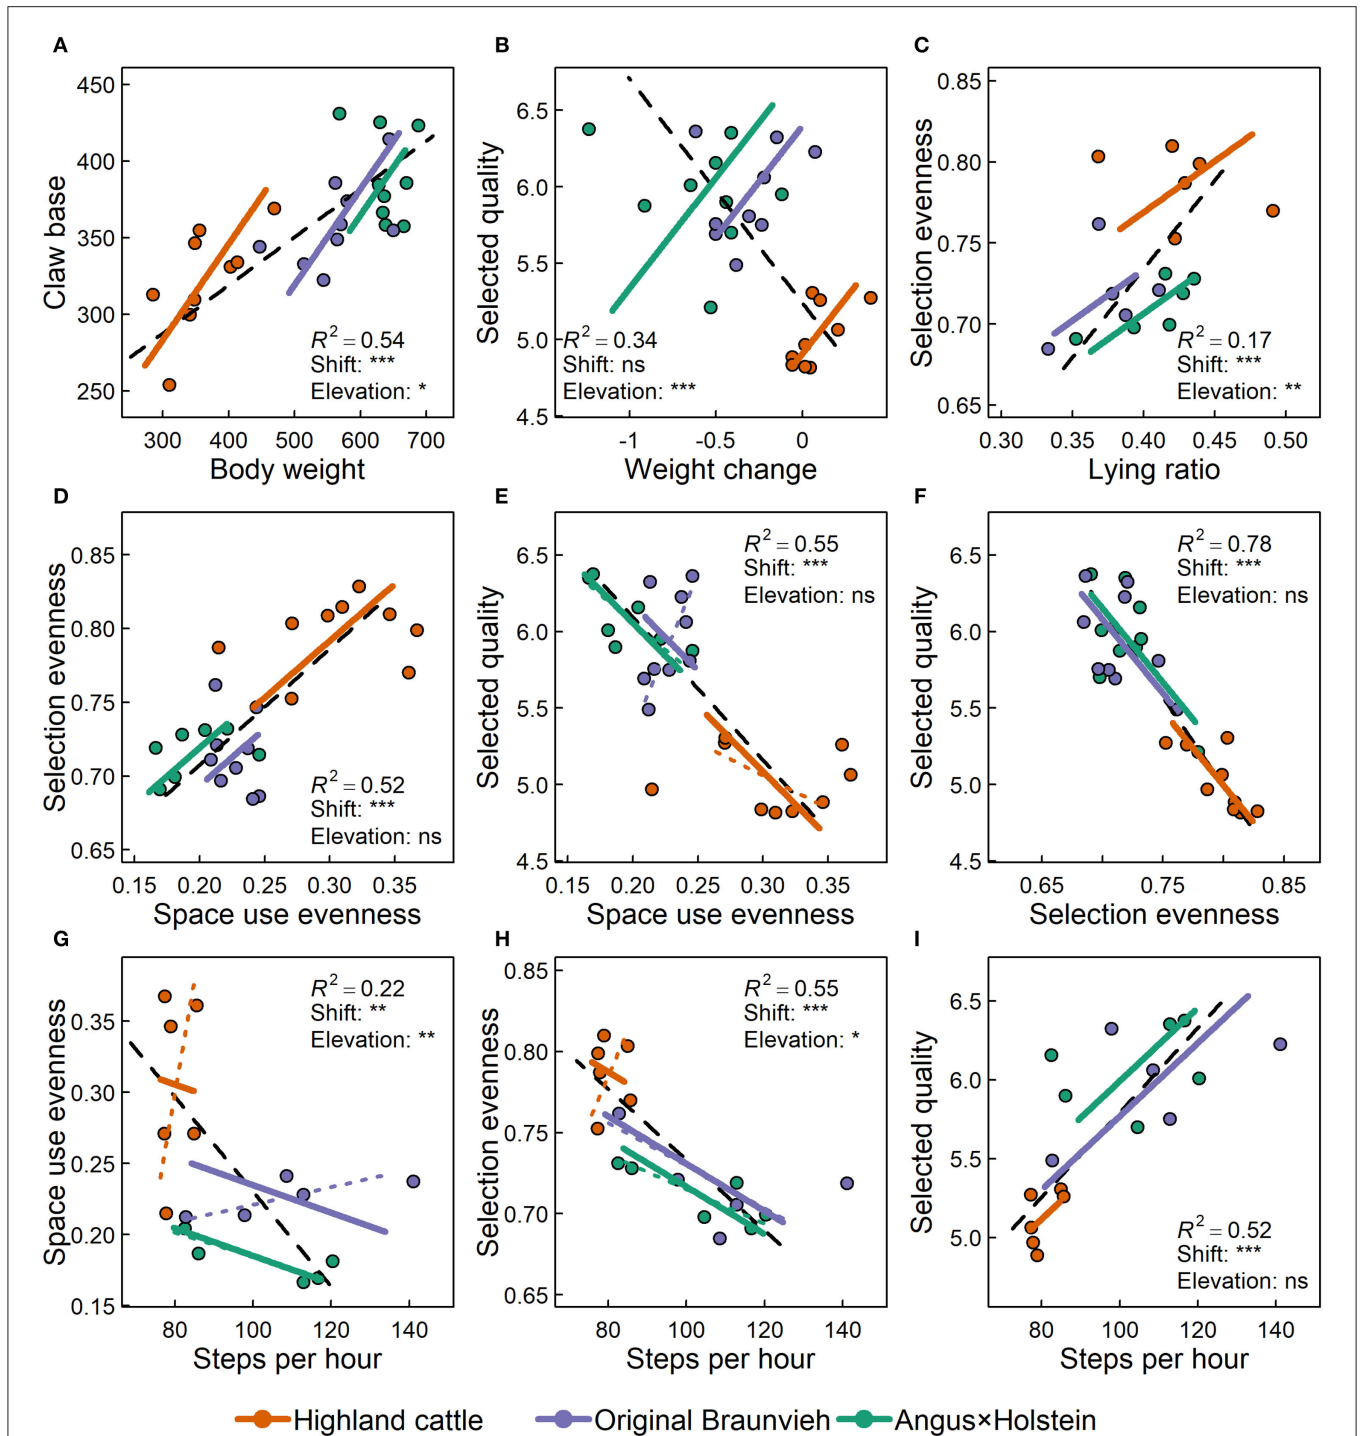 A
450
400
350
300
250
Claw base
R² = 0.54
Shift: ***
Elevation: *
300 400 500 600 700
Body weight
B
6.5
6.0
5.5
5.0
4.5
Selected quality
R² = 0.34
Shift: ns
Elevation: ***
-1 -0.5 0
Weight change
C
0.85
0.80
0.75
0.70
0.65
Selection evenness
R² = 0.17
Shift: ***
Elevation: **
0.30 0.35 0.40 0.45 0.50
Lying ratio
D
0.85
0.80
0.75
0.70
0.65
Selection evenness
R² = 0.52
Shift: ***
Elevation: ns
0.15 0.20 0.25 0.30 0.35
Space use evenness
E
6.5
6.0
5.5
5.0
4.5
Selected quality
R² = 0.55
Shift: ***
Elevation: ns
0.15 0.20 0.25 0.30 0.35
Space use evenness
F
6.5
6.0
5.5
5.0
4.5
Selected quality
R² = 0.78
Shift: ***
Elevation: ns
0.65 0.75 0.85
Selection evenness
G
0.35
0.30
0.25
0.20
0.15
Space use evenness
R² = 0.22
Shift: **
Elevation: **
80 100 120 140
Steps per hour
H
0.85
0.80
0.75
0.70
0.65
Selection evenness
R² = 0.55
Shift: ***
Elevation: *
80 100 120 140
Steps per hour
I
6.5
6.0
5.5
5.0
Selected quality
R² = 0.52
Shift: ***
Elevation: ns
80 100 120 140
Steps per hour
Highland cattle Original Braunvieh Angus×Holstein